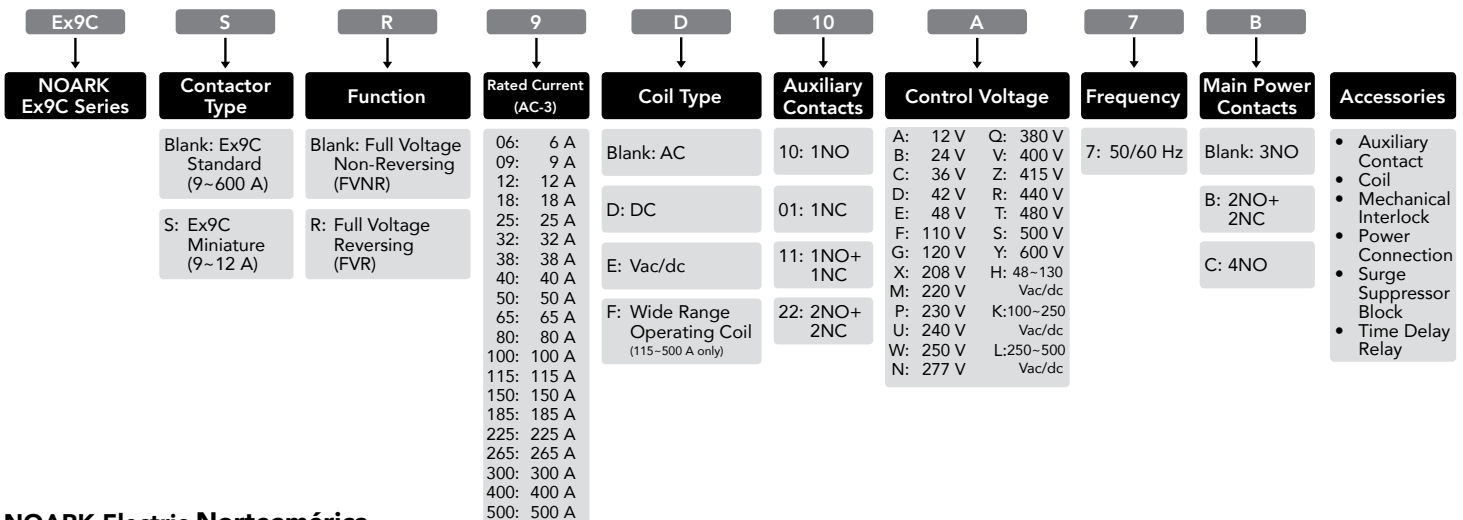 Ex9C S R 9 D 10 A 7 B
NOARK
Ex9C Series
Contactor
Type
Blank: Ex9C
Standard
(9~600 A)
S: Ex9C
Miniature
(9~12 A)
Function
Blank: Full Voltage
Non-Reversing
(FVNR)
R: Full Voltage
Reversing
(FVR)
Rated Current
(AC-3)
06: 6 A
09: 9 A
12: 12 A
18: 18 A
25: 25 A
32: 32 A
38: 38 A
40: 40 A
50: 50 A
65: 65 A
80: 80 A
100: 100 A
115: 115 A
150: 150 A
185: 185 A
225: 225 A
265: 265 A
300: 300 A
400: 400 A
500: 500 A
Coil Type
Blank: AC
D: DC
E: Vac/dc
F: Wide Range
Operating Coil
(115~500 A only)
Auxiliary
Contacts
10: 1NO
01: 1NC
11: 1NO+
1NC
22: 2NO+
2NC
Control Voltage
A: 12 V Q: 380 V
B: 24 V V: 400 V
C: 36 V Z: 415 V
D: 42 V R: 440 V
E: 48 V T: 480 V
F: 110 V S: 500 V
G: 120 V Y: 600 V
X: 208 V H: 48~130
M: 220 V Vac/dc
P: 230 V K:100~250
U: 240 V Vac/dc
W: 250 V L:250~500
N: 277 V Vac/dc
Frequency
7: 50/60 Hz
Main Power
Contacts
Blank: 3NO
B: 2NO+
2NC
C: 4NO
Accessories
• Auxiliary
Contact
• Coil
• Mechanical
Interlock
• Power
Connection
• Surge
Suppressor
Block
• Time Delay
Relay
NOARK Electric Norteamérica